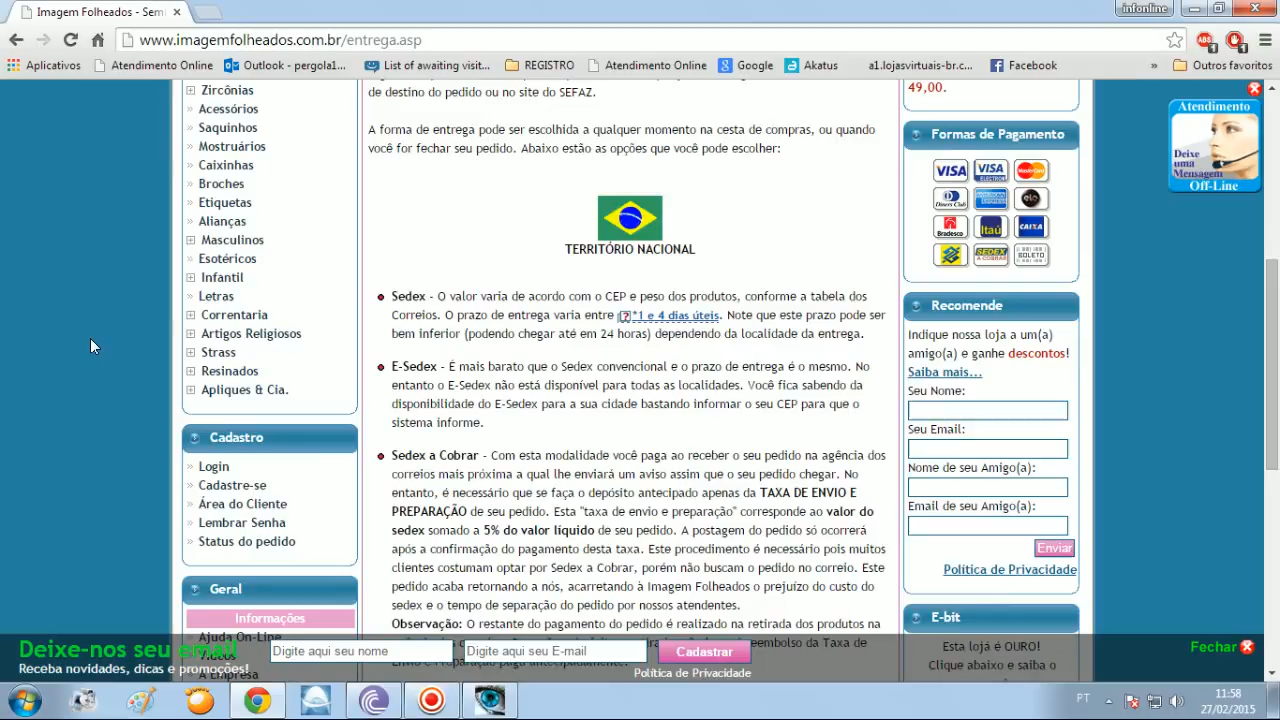 Imagem Folheados - Semi
infonline
www.imagemfolheados.com.br/entrega.asp
Aplicativos
Atendimento Online
Outlook - pergola1...
List of awaiting visit...
REGISTRO
Atendimento Online
Google
Akatus
a1.lojasvirtuais-br.c...
Facebook
»
Outros favoritos
Zircônias
Acessórios
Saquinhos
Mostruários
Caixinhas
Broches
Etiquetas
Alianças
Masculinos
Esotéricos
Infantil
Letras
Correntaria
Artigos Religiosos
Strass
Resinados
Apliques & Cia.
Cadastro
Login
Cadastre-se
Área do Cliente
Lembrar Senha
Status do pedido
Geral
Informações
Ajuda On-Line
A Empresa
de destino do pedido ou no site do SEFAZ.
A forma de entrega pode ser escolhida a qualquer momento na cesta de compras, ou quando
você for fechar seu pedido. Abaixo estão as opções que você pode escolher:
TERRITÓRIO NACIONAL
Sedex - O valor varia de acordo com o CEP e peso dos produtos, conforme a tabela dos
Correios. O prazo de entrega varia entre *1 e 4 dias úteis. Note que este prazo pode ser
bem inferior (podendo chegar até em 24 horas) dependendo da localidade da entrega.
E-Sedex - É mais barato que o Sedex convencional e o prazo de entrega é o mesmo. No
entanto o E-Sedex não está disponível para todas as localidades. Você fica sabendo da
disponibilidade do E-Sedex para a sua cidade bastando informar o seu CEP para que o
sistema informe.
Sedex a Cobrar - Com esta modalidade você paga ao receber o seu pedido na agência dos
correios mais próxima a qual lhe enviará um aviso assim que o seu pedido chegar. No
entanto, é necessário que se faça o depósito antecipado apenas da TAXA DE ENVIO E
PREPARAÇÃO de seu pedido. Esta "taxa de envio e preparação" corresponde ao valor do
sedex somado a 5% do valor líquido de seu pedido. A postagem do pedido só ocorrerá
após a confirmação do pagamento desta taxa. Este procedimento é necessário pois muitos
clientes costumam optar por Sedex a Cobrar, porém não buscam o pedido no correio. Este
pedido acaba retornando a nós, acarretando à Imagem Folheados o prejuízo do custo do
sedex e o tempo de separação do pedido por nossos atendentes.
Observação: O restante do pagamento do pedido é realizado na retirada dos produtos na
49,00.
Formas de Pagamento
VISA
VISA ELECTRON
MasterCard
Diners Club
elo
Bradesco
Itaú
CAIXA
SEDEX A COBRAR
BOLETO
Recomende
Indique nossa loja a um(a)
amigo(a) e ganhe descontos!
Saiba mais...
Seu Nome:
Seu Email:
Nome de seu Amigo(a):
Email de seu Amigo(a):
Enviar
Política de Privacidade
E-bit
Esta loja é OURO!
Clique abaixo e saiba o
Atendimento
Deixe
uma
Mensagem
Off-Line
Deixe-nos seu email
Receba novidades, dicas e promoções!
Digite aqui seu nome
Digite aqui seu E-mail
Cadastrar
Política de Privacidade
Fechar
PT
11:58
27/02/2015